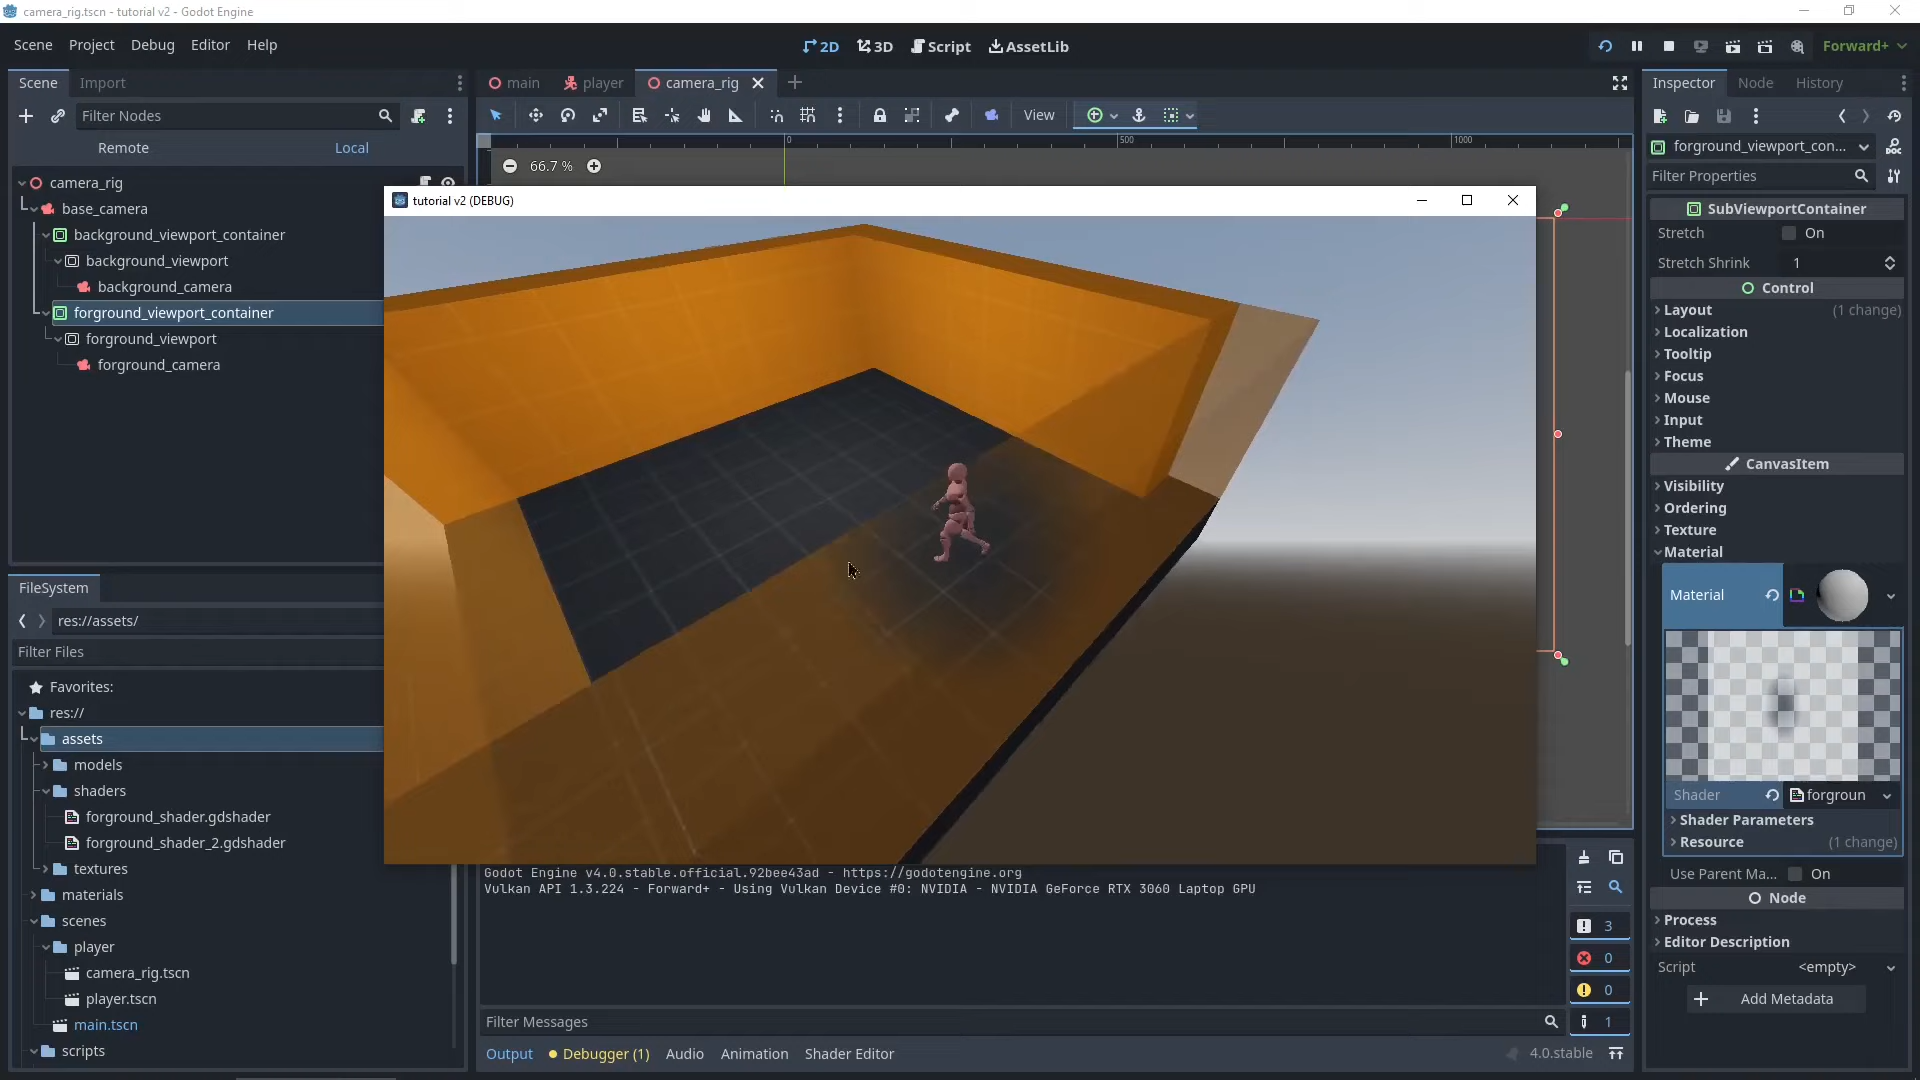 camera_rig.tscn - tutorial v2 - Godot Engine
Scene Project Debug Editor Help
2D 3D Script AssetLib
Forward+
Scene Import
main player camera_rig
Inspector Node History
Filter Nodes
View
Remote Local
0 500 1000
66.7 %
camera_rig
base_camera
background_viewport_container
background_viewport
background_camera
forground_viewport_container
forground_viewport
forground_camera
tutorial v2 (DEBUG)
FileSystem
res://assets/
Filter Files
Favorites:
res://
assets
models
shaders
forground_shader.gdshader
forground_shader_2.gdshader
textures
materials
scenes
player
camera_rig.tscn
player.tscn
main.tscn
scripts
Godot Engine v4.0.stable.official.92bee43ad - https://godotengine.org
Vulkan API 1.3.224 - Forward+ - Using Vulkan Device #0: NVIDIA - NVIDIA GeForce RTX 3060 Laptop GPU
3
0
0
1
Filter Messages
Output Debugger (1) Audio Animation Shader Editor
4.0.stable
forground_viewport_con...
Filter Properties
SubViewportContainer
Stretch On
Stretch Shrink 1
Control
Layout (1 change)
Localization
Tooltip
Focus
Mouse
Input
Theme
CanvasItem
Visibility
Ordering
Texture
Material
Material
Shader forgroun
Shader Parameters
Resource (1 change)
Use Parent Ma... On
Node
Process
Editor Description
Script <empty>
Add Metadata